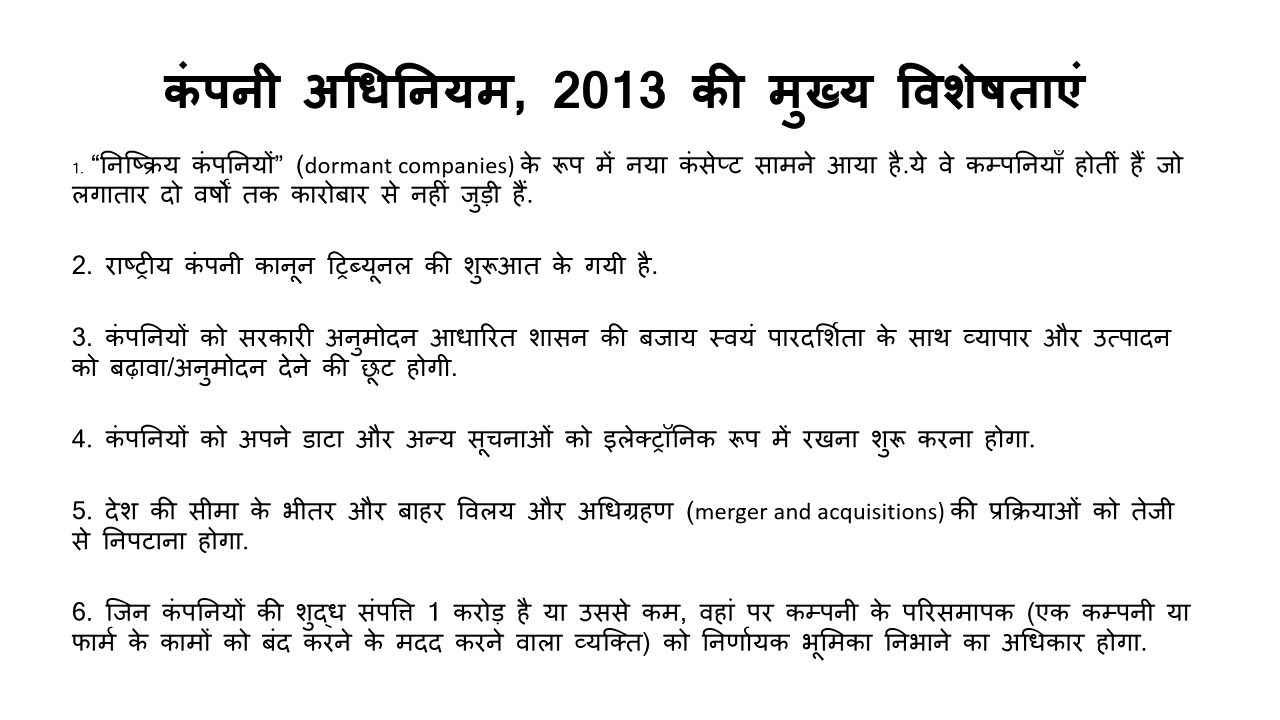 कंपनी अधिनियम, 2013 की मुख्य विशेषताएं
1. “निष्क्रिय कंपनियों” (dormant companies) के रूप में नया कंसेप्ट सामने आया है.ये वे कम्पनियाँ होतीं हैं जो
लगातार दो वर्षों तक कारोबार से नहीं जुड़ी हैं.
2. राष्ट्रीय कंपनी कानून ट्रिब्यूनल की शुरूआत के गयी है.
3. कंपनियों को सरकारी अनुमोदन आधारित शासन की बजाय स्वयं पारदर्शिता के साथ व्यापार और उत्पादन
को बढ़ावा/अनुमोदन देने की छूट होगी.
4. कंपनियों को अपने डाटा और अन्य सूचनाओं को इलेक्ट्रॉनिक रूप में रखना शुरू करना होगा.
5. देश की सीमा के भीतर और बाहर विलय और अधिग्रहण (merger and acquisitions) की प्रक्रियाओं को तेजी
से निपटाना होगा.
6. जिन कंपनियों की शुद्ध संपत्ति 1 करोड़ है या उससे कम, वहां पर कम्पनी के परिसमापक (एक कम्पनी या
फार्म के कामों को बंद करने के मदद करने वाला व्यक्ति) को निर्णायक भूमिका निभाने का अधिकार होगा.